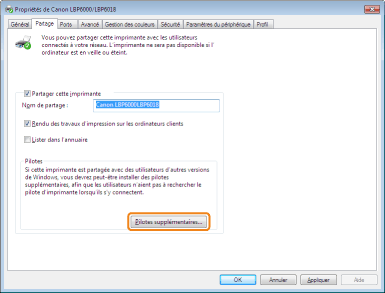 Propriétés de Canon LBP6000/LBP6018
Général Partage Ports Avancé Gestion des couleurs Sécurité Paramètres du périphérique Profil
Vous pouvez partager cette imprimante avec les utilisateurs
connectés à votre réseau. L'imprimante ne sera pas disponible si l'
ordinateur est en veille ou éteint.
Partager cette imprimante
Nom de partage :
Canon LBP6000/LBP6018
Rendu des travaux d'impression sur les ordinateurs clients
Lister dans l'annuaire
Pilotes
Si cette imprimante est partagée avec des utilisateurs d'autres versions
de Windows, vous devrez peut-être installer des pilotes
supplémentaires, afin que les utilisateurs n'aient pas à rechercher le
pilote d'imprimante lorsqu'ils s'y connectent.
Pilotes supplémentaires...
OK Annuler Appliquer Aide